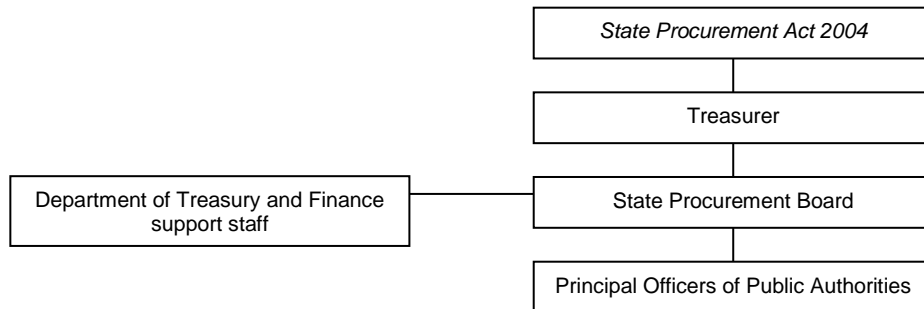 State Procurement Act 2004
Treasurer
Department of Treasury and Finance
support staff
State Procurement Board
Principal Officers of Public Authorities